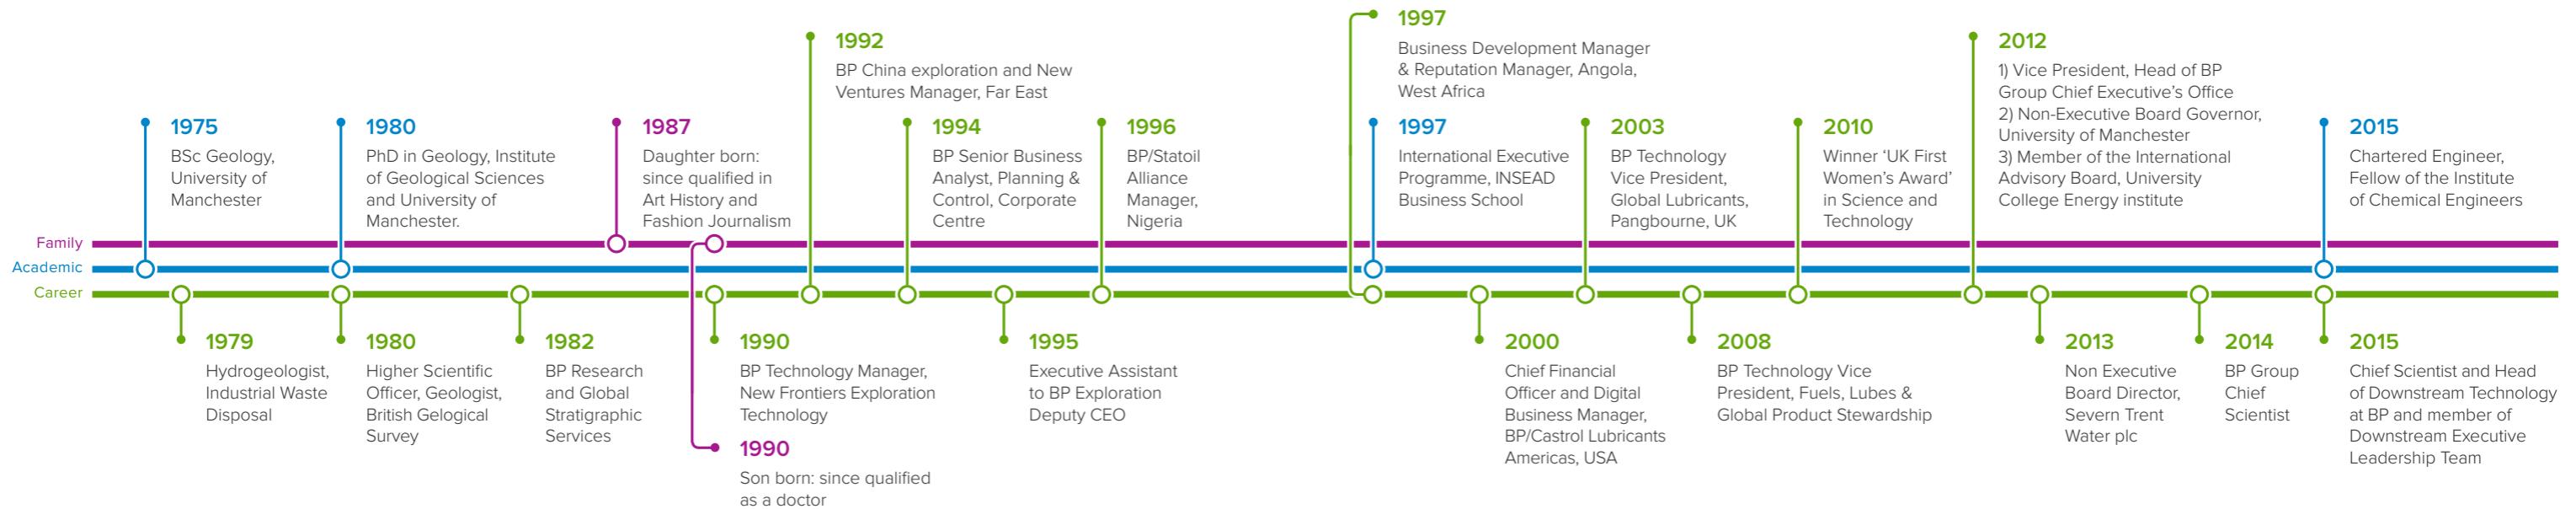 1997
Business Development Manager
& Reputation Manager, Angola,
West Africa
1992
BP China exploration and New
Ventures Manager, Far East
2012
1) Vice President, Head of BP
Group Chief Executive's Office
2) Non-Executive Board Governor,
University of Manchester
3) Member of the International
Advisory Board, University
College Energy institute
1975
BSc Geology,
University of
Manchester
1980
PhD in Geology, Institute
of Geological Sciences
and University of
Manchester.
1987
Daughter born:
since qualified in
Art History and
Fashion Journalism
1994
BP Senior Business
Analyst, Planning &
Control, Corporate
Centre
1996
BP/Statoil
Alliance
Manager,
Nigeria
1997
International Executive
Programme, INSEAD
Business School
2003
BP Technology
Vice President,
Global Lubricants,
Pangbourne, UK
2010
Winner ‘UK First
Women’s Award’
in Science and
Technology
2015
Chartered Engineer,
Fellow of the Institute
of Chemical Engineers
Family
Academic
Career
1979
Hydrogeologist,
Industrial Waste
Disposal
1980
Higher Scientific
Officer, Geologist,
British Gelogical
Survey
1982
BP Research
and Global
Stratigraphic
Services
1990
BP Technology Manager,
New Frontiers Exploration
Technology
1990
Son born: since qualified
as a doctor
1995
Executive Assistant
to BP Exploration
Deputy CEO
2000
Chief Financial
Officer and Digital
Business Manager,
BP/Castrol Lubricants
Americas, USA
2008
BP Technology Vice
President, Fuels, Lubes &
Global Product Stewardship
2013
Non Executive
Board Director,
Severn Trent
Water plc
2014
BP Group
Chief
Scientist
2015
Chief Scientist and Head
of Downstream Technology
at BP and member of
Downstream Executive
Leadership Team